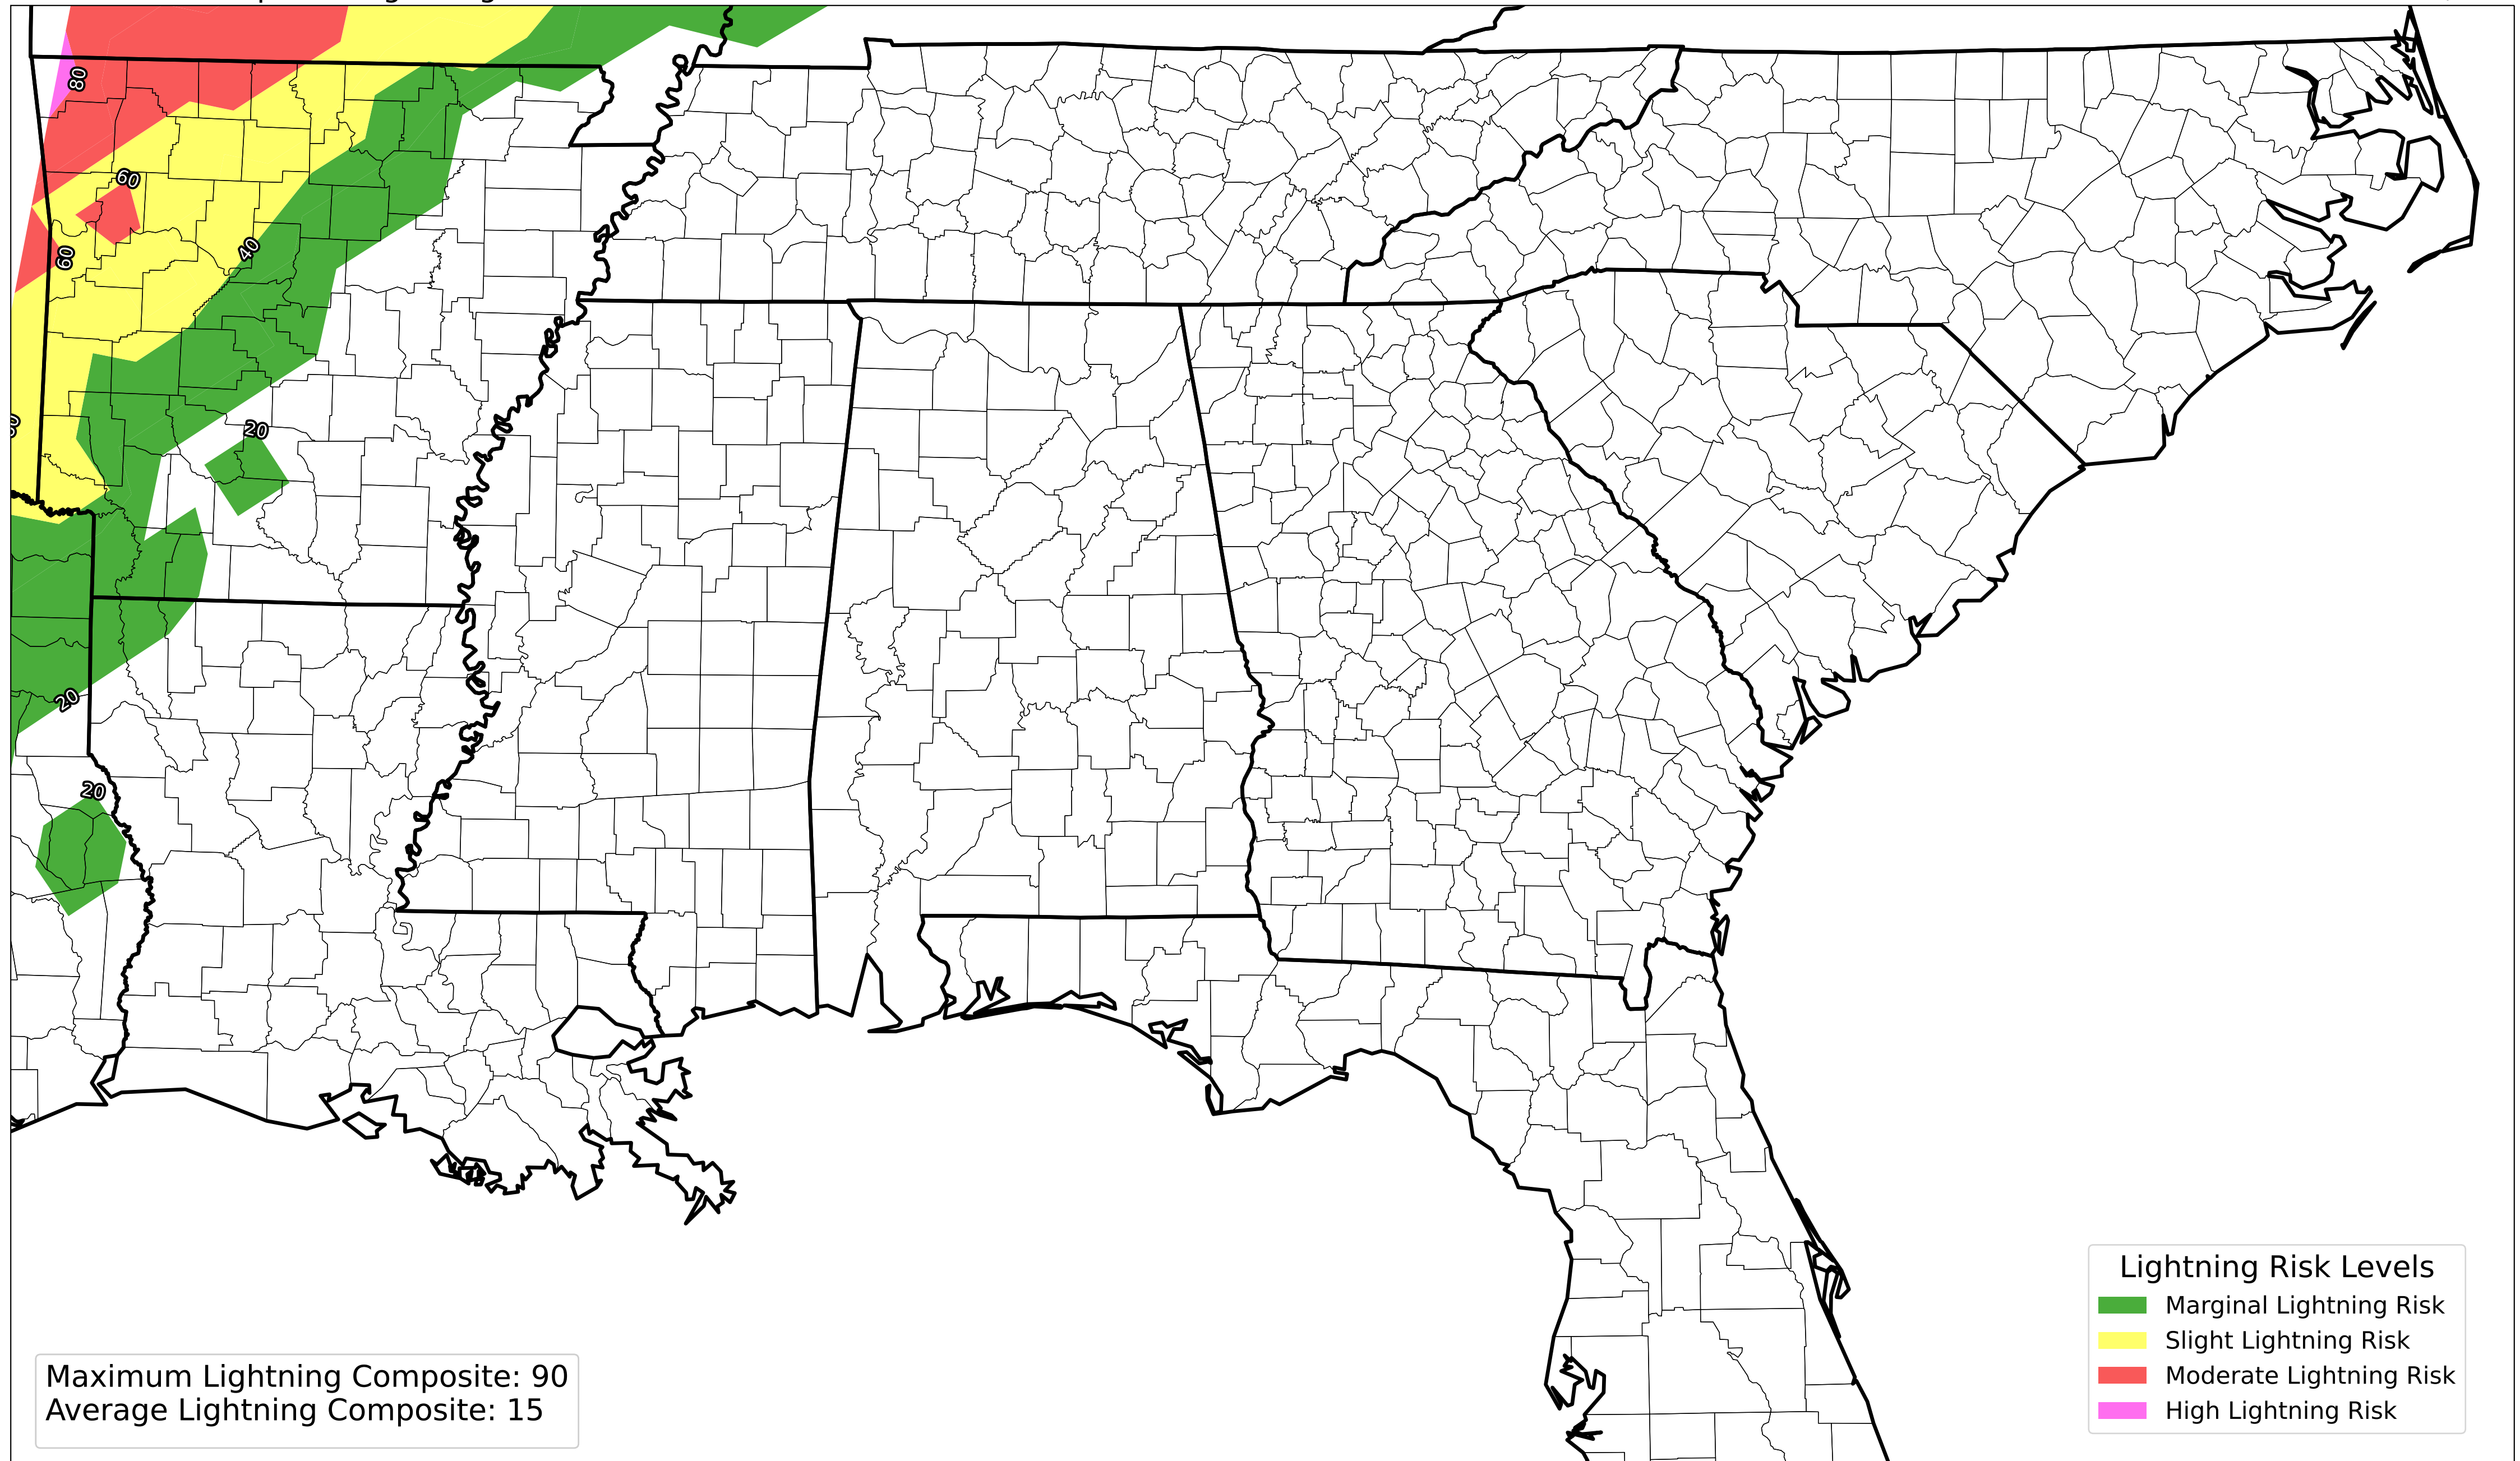 80
60
60
40
20
20
20
Maximum Lightning Composite: 90
Average Lightning Composite: 15
Lightning Risk Levels
Marginal Lightning Risk
Slight Lightning Risk
Moderate Lightning Risk
High Lightning Risk